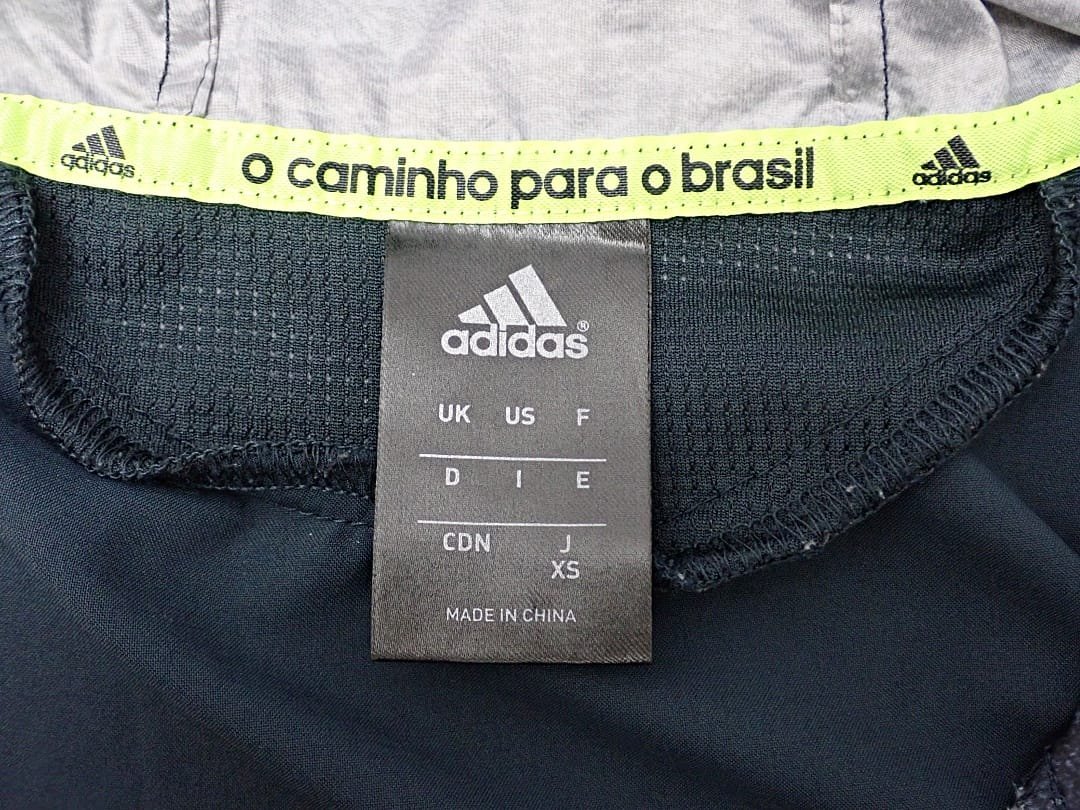 adidas o caminho para o brasil adidas
adidas®
UK US F
D I E
CDN J
XS
MADE IN CHINA